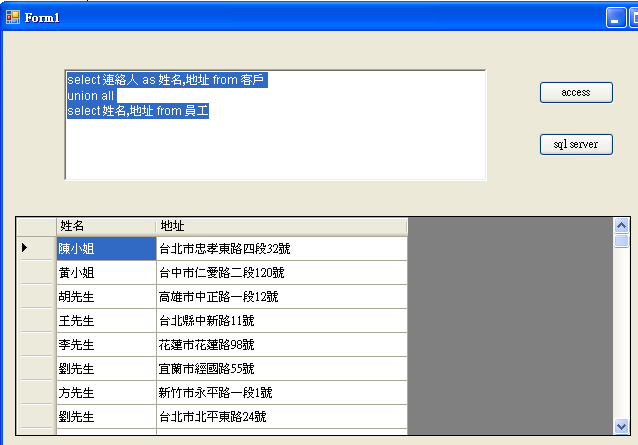 Form1
select 連絡人 as 姓名,地址 from 客戶
union all
select 姓名,地址 from 員工
access
sql server
姓名 地址
陳小姐 台北市忠孝東路四段32號
黃小姐 台中市仁愛路二段120號
胡先生 高雄市中正路一段12號
王先生 台北縣中新路11號
李先生 花蓮市花蓮路98號
劉先生 宜蘭市經國路55號
方先生 新竹市永平路一段1號
劉先生 台北市北平東路24號